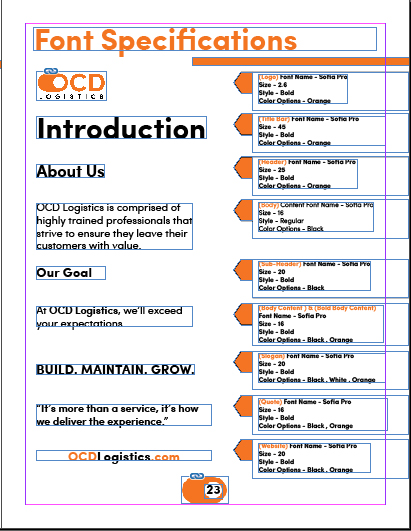 Font Specifications
OCD
LOGISTICS
(Logo) Font Name - Sofia Pro
Size - 2.6
Style - Bold
Color Options - Orange
Introduction
(Title Bar) Font Name - Sofia Pro
Size - 45
Style - Bold
Color Options - Orange
About Us
(Header) Font Name - Sofia Pro
Size - 25
Style - Bold
Color Options - Orange
OCD Logistics is comprised of
highly trained professionals that
strive to ensure they leave their
customers with value.
(Body) Content Font Name - Sofia Pro
Size - 16
Style - Regular
Color Options - Black
Our Goal
(Sub-Header) Font Name - Sofia Pro
Size - 20
Style - Bold
Color Options - Black, Orange
At OCD Logistics, we'll exceed
your expectations
(Body Content ) & (Bold Body Content)
Font Name - Sofia Pro
Size - 16
Style - Bold
Color Options - Black , Orange
BUILD. MAINTAIN. GROW.
(Slogan) Font Name - Sofia Pro
Size - 20
Style - Bold
Color Options - Black , White , Orange
"It's more than a service, it's how
we deliver the experience."
(Quote) Font Name - Sofia Pro
Size - 16
Style - Bold
Color Options - Black, Orange
OCDLogistics.com
(Website) Font Name - Sofia Pro
Size - 20
Style - Bold
Color Options - Black , Orange
23